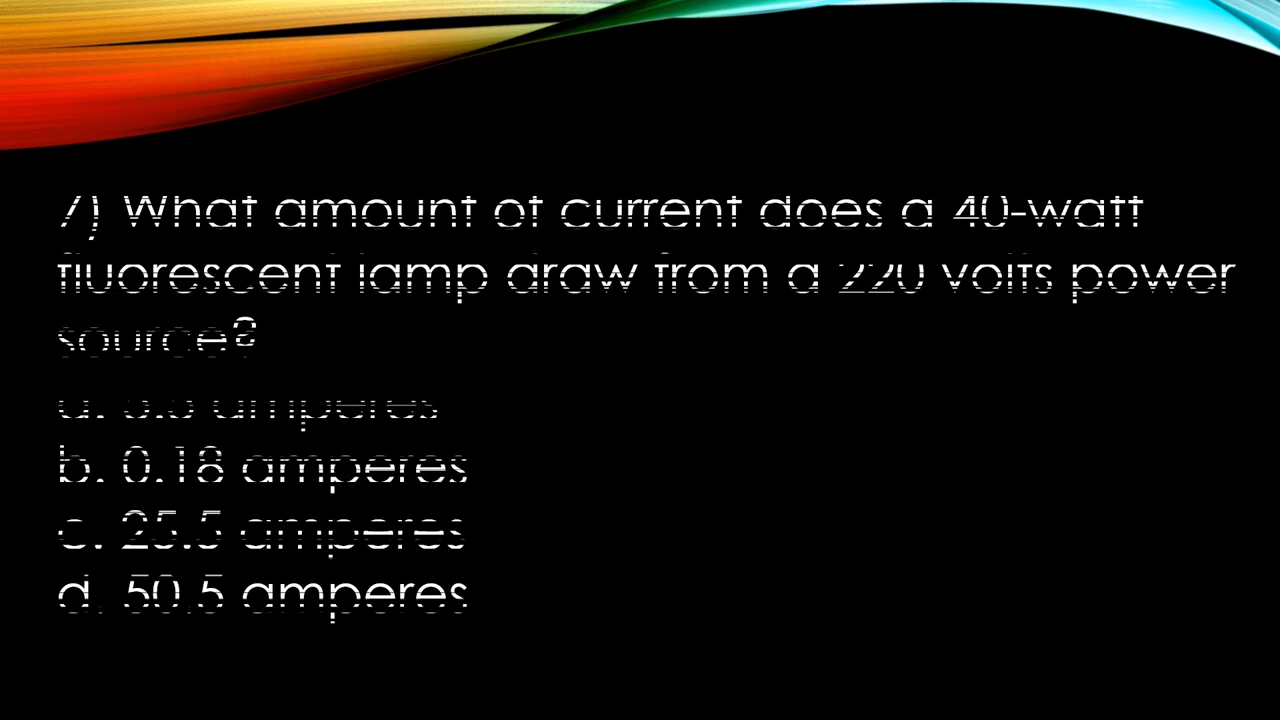 7) What amount of current does a 40-watt
fluorescent lamp draw from a 220 volts power
source?
a. amperes
b. 0.18 amperes
c. 25.5 amperes
d. 50.5 amperes